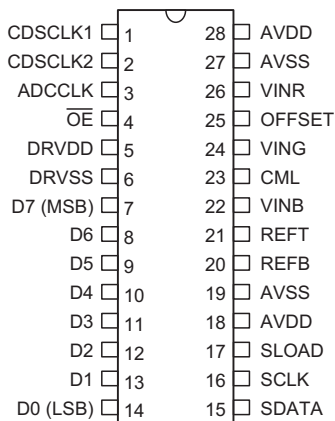 CDSCLK1 1 28 AVDD
CDSCLK2 2 27 AVSS
ADCCLK 3 26 VINR
OE 4 25 OFFSET
DRVDD 5 24 VING
DRVSS 6 23 CML
D7 (MSB) 7 22 VINB
D6 8 21 REFT
D5 9 20 REFB
D4 10 19 AVSS
D3 11 18 AVDD
D2 12 17 SLOAD
D1 13 16 SCLK
D0 (LSB) 14 15 SDATA